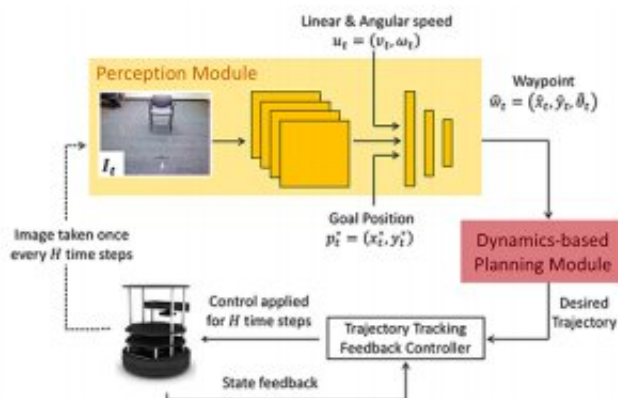 Linear & Angular speed
u_t = (v_t, ω_t)
Perception Module
Waypoint
ŵ_t = (x̂_t, ŷ_t, θ̂_t)
I_t
Goal Position
p_t^* = (x_t^*, y_t^*)
Image taken once
every H time steps
Dynamics-based
Planning Module
Control applied
for H time steps
Desired
Trajectory
Trajectory Tracking
Feedback Controller
State feedback